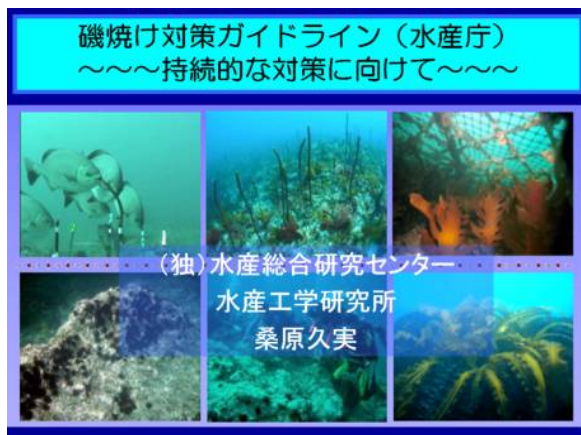 磯焼け対策ガイドライン（水産庁）
～～～持続的な対策に向けて～～～
（独）水産総合研究センター
水産工学研究所
桑原久実